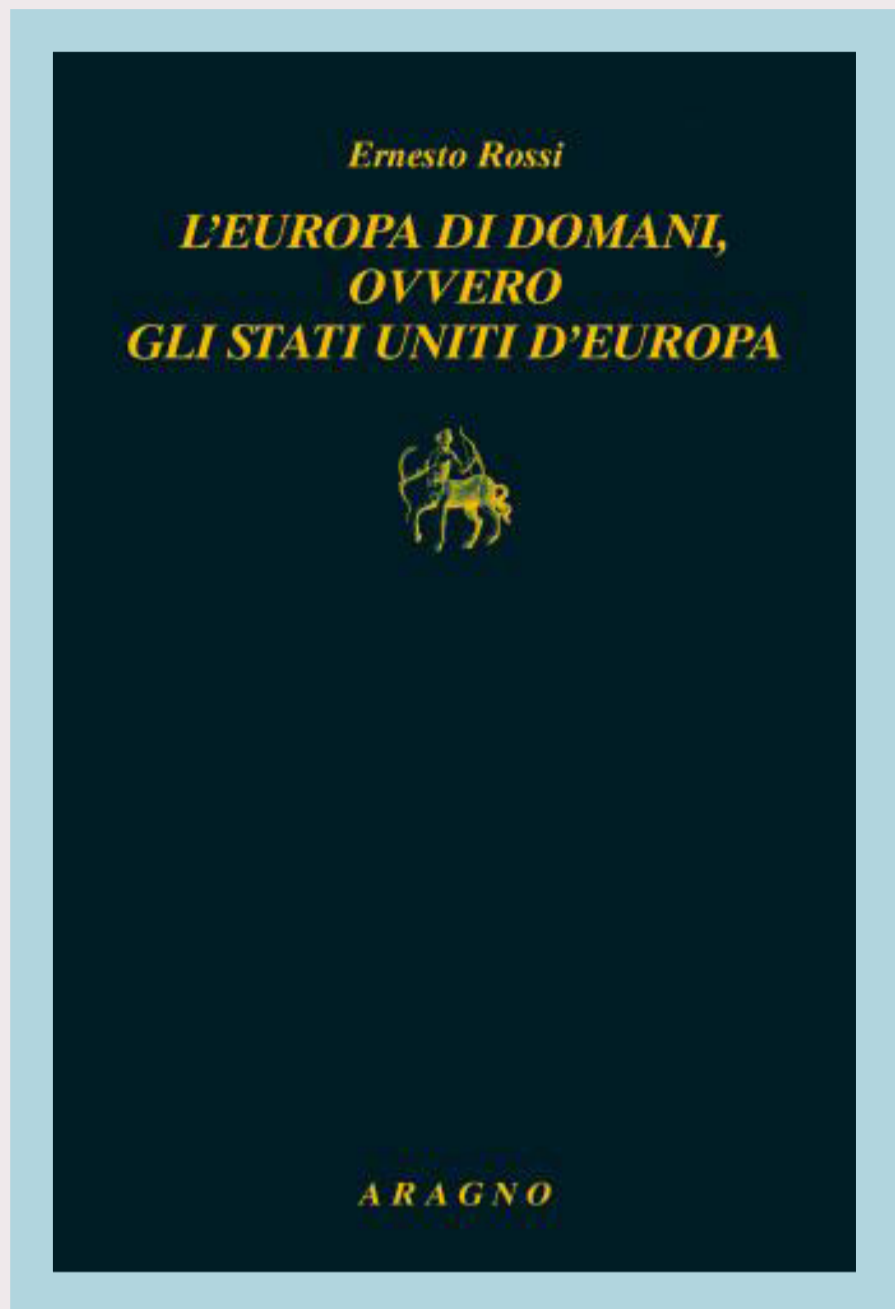 Ernesto Rossi
L'EUROPA DI DOMANI,
OVVERO
GLI STATI UNITI D'EUROPA
ARAGNO